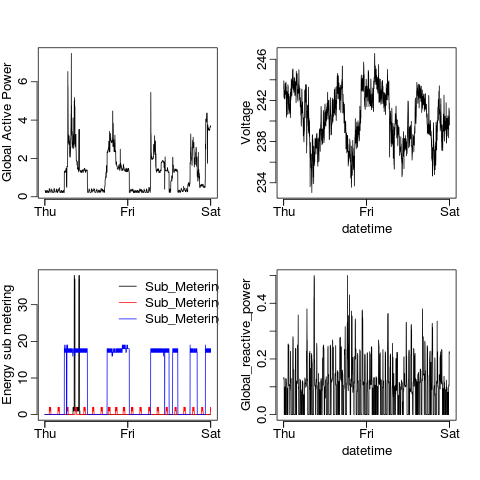 Global Active Power
0 2 4 6
Thu Fri Sat
Voltage
234 238 242 246
Thu Fri Sat
datetime
Energy sub metering
0 10 20 30
Sub_Meterin
Sub_Meterin
Sub_Meterin
Thu Fri Sat
Global_reactive_power
0.0 0.2 0.4
Thu Fri Sat
datetime